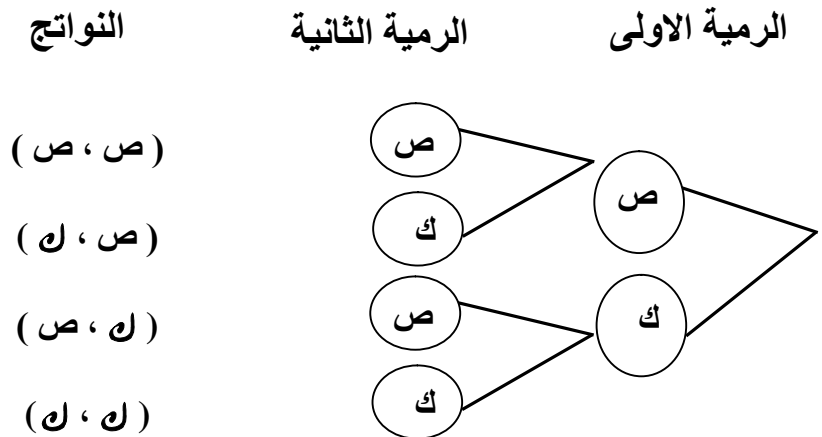 الرمية الاولى الرمية الثانية النواتج
ص ( ص ، ص )
ص
ك ( ص ، ك )
ص ( ك ، ص )
ك
ك ( ك ، ك )